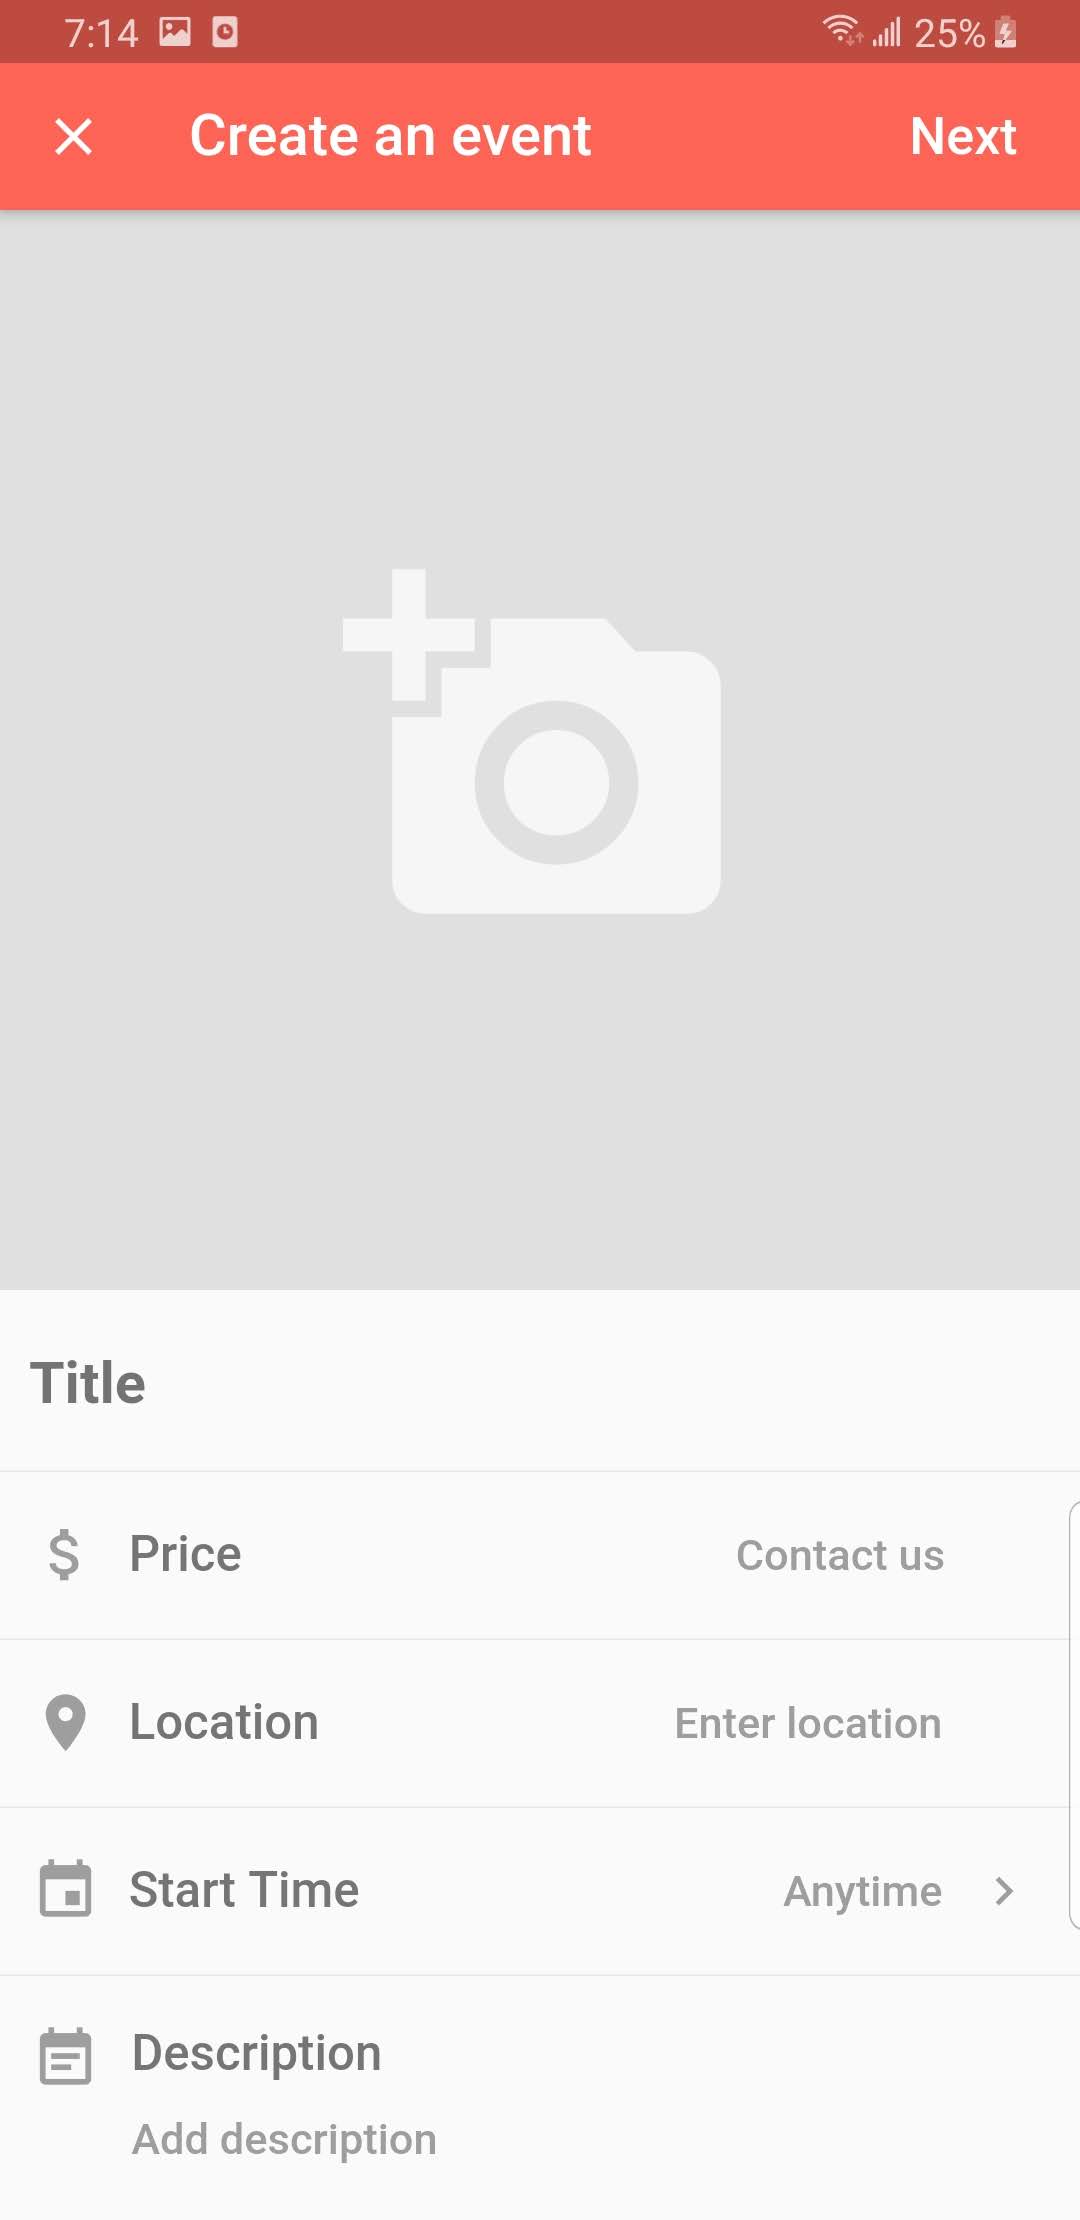 7:14 25%
Create an event Next
Title
$ Price Contact us
Location Enter location
Start Time Anytime
Description
Add description